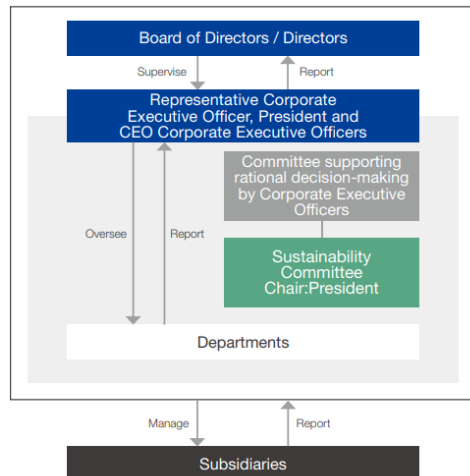 Board of Directors / Directors
Supervise
Report
Representative Corporate
Executive Officer, President and
CEO Corporate Executive Officers
Committee supporting
rational decision-making
by Corporate Executive
Officers
Oversee
Report
Sustainability
Committee
Chair:President
Departments
Manage
Report
Subsidiaries